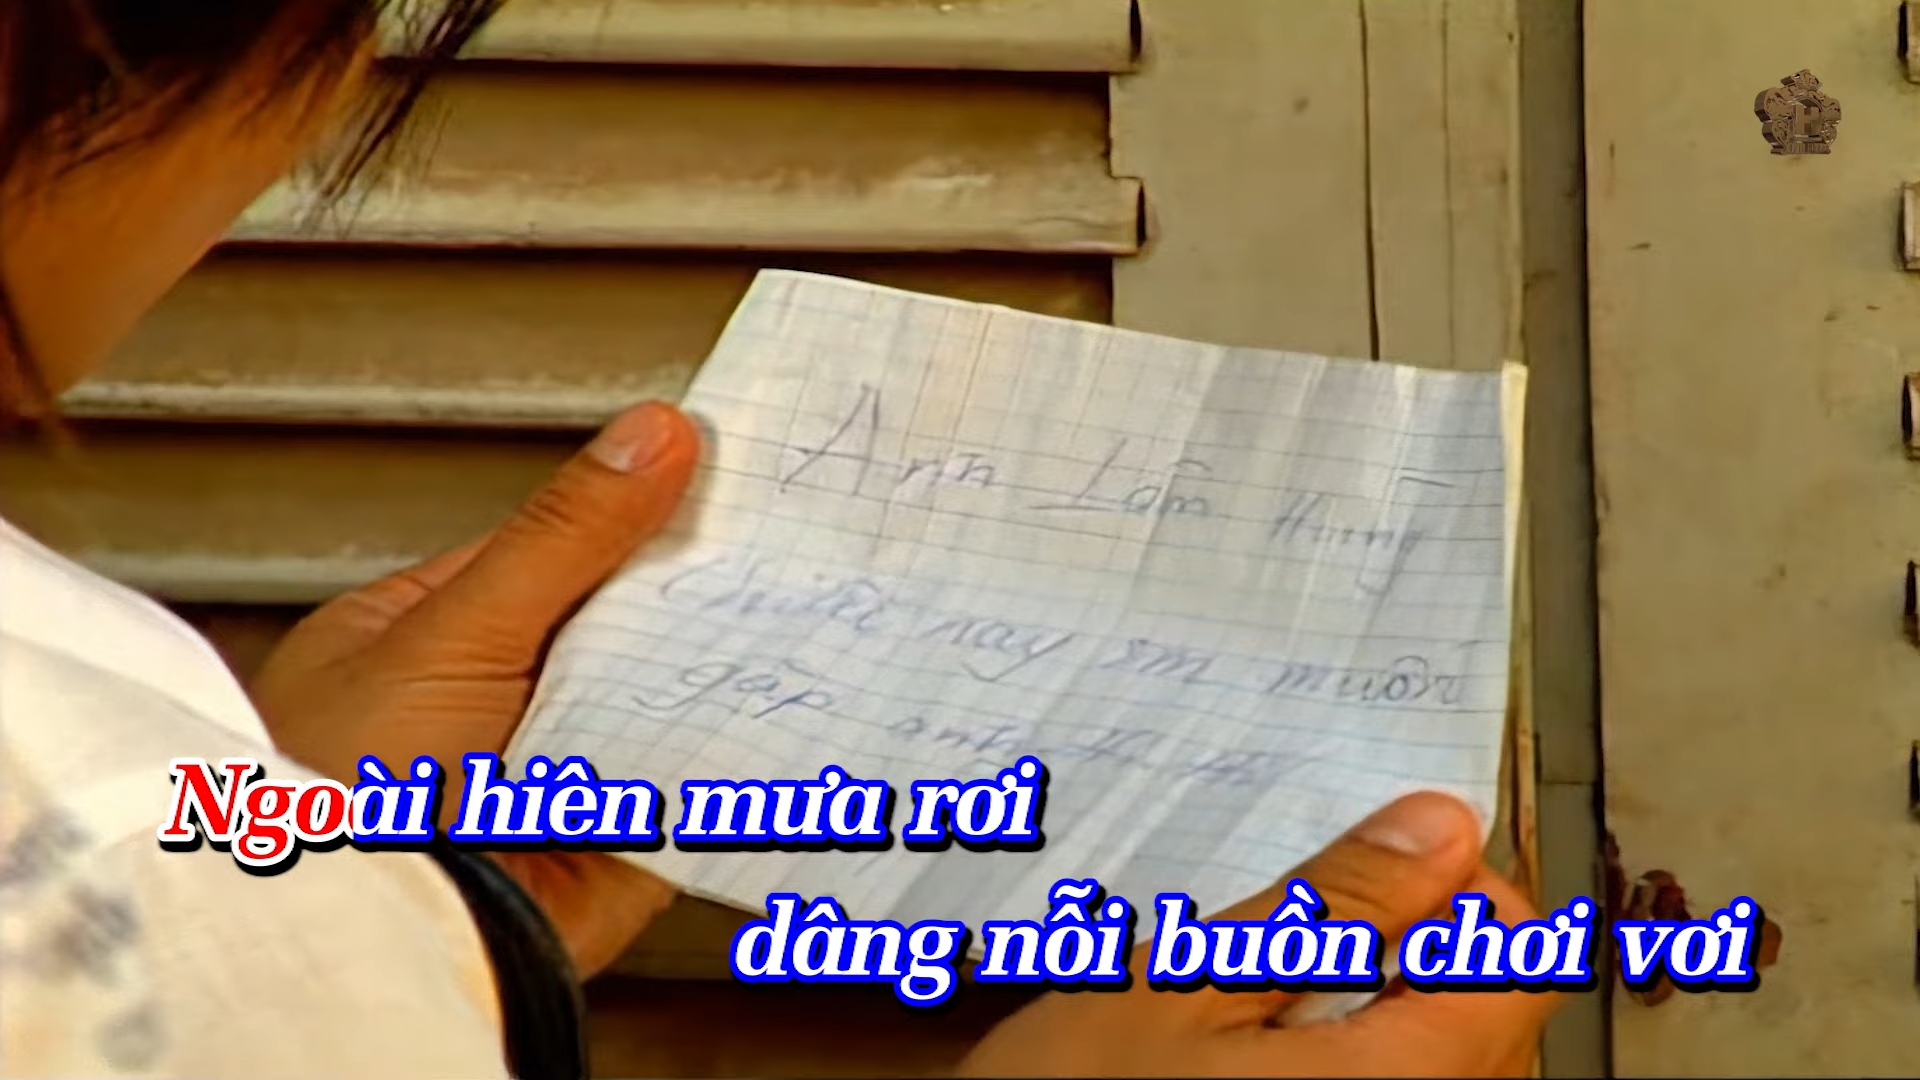 Anh Lâm Hùng
Chiều nay em muốn
gặp anh
Ngoài hiên mưa rơi
dâng nỗi buồn chơi vơi